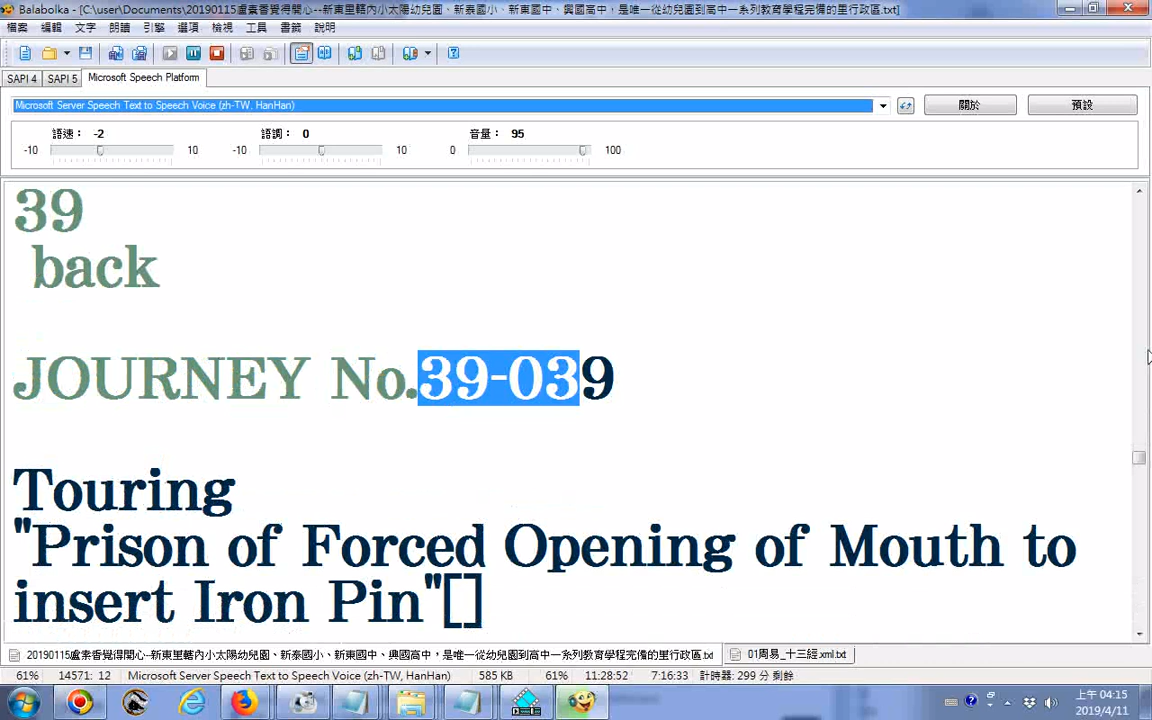 Balabolka - [C:\user\Documents\20190115盧素香覺得開心--新東里轄內小太陽幼兒園、新泰國小、新東國中、興國高中，是唯一從幼兒園到高中一系列教育學程完備的里行政區.txt]
檔案 編輯 文字 朗讀 引擎 選項 檢視 工具 書籤 說明
SAPI 4 SAPI 5 Microsoft Speech Platform
Microsoft Server Speech Text to Speech Voice (zh-TW, HanHan) 關於 預設
語速： -2 語調： 0 音量： 95
-10 10 -10 10 0 100
39
back
JOURNEY No.39-039
Touring
"Prison of Forced Opening of Mouth to
insert Iron Pin"[]
20190115盧素香覺得開心--新東里轄內小太陽幼兒園、新泰國小、新東國中、興國高中，是唯一從幼兒園到高中一系列教育學程完備的里行政區.txt 01周易_十三經.xml.txt
61% 14571: 12 Microsoft Server Speech Text to Speech Voice (zh-TW, HanHan) 585 KB 61% 11:28:52 7:16:33 計時器: 299 分 剩餘
上午 04:15
2019/4/11